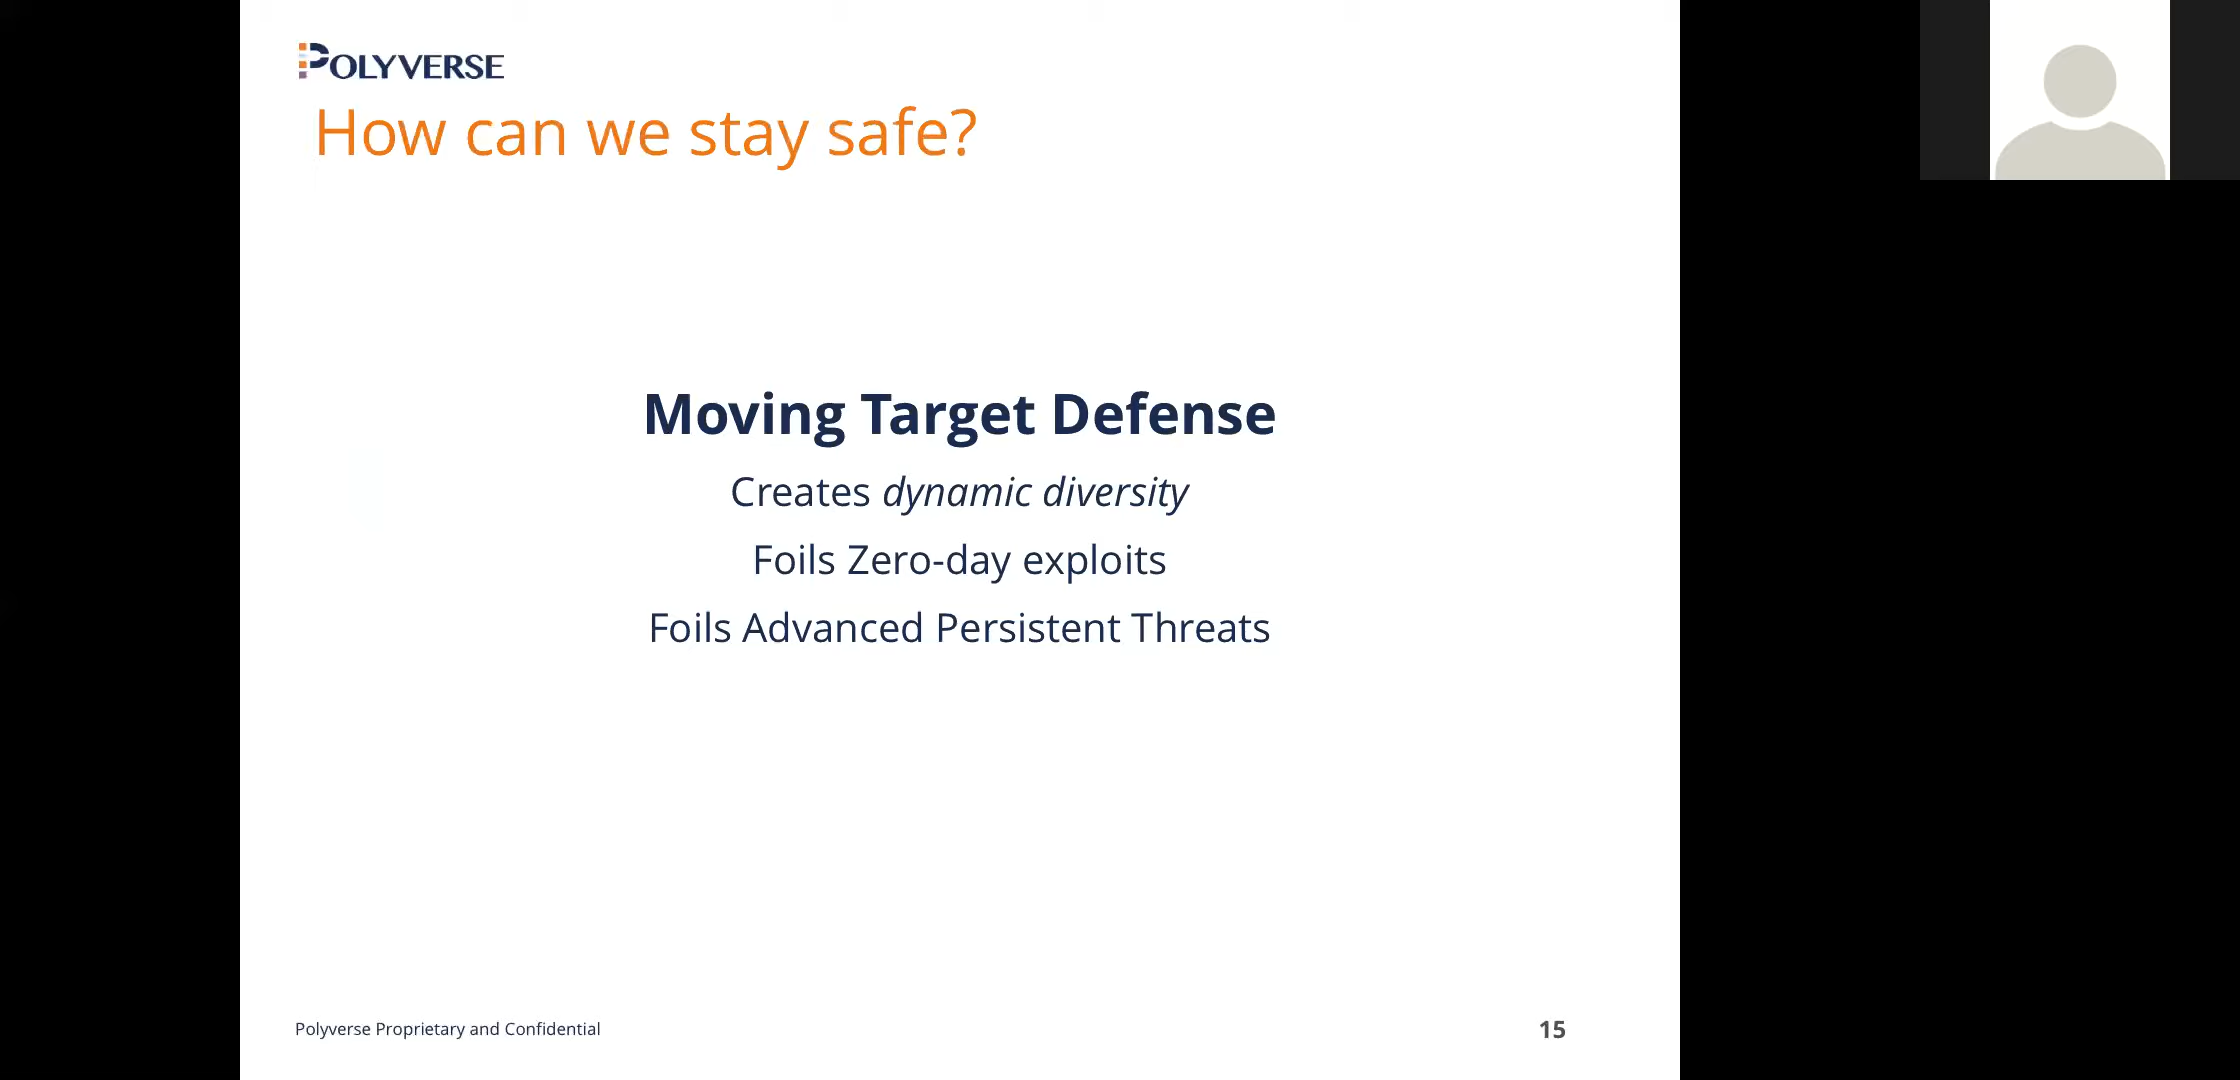 POLYVERSE
How can we stay safe?
Moving Target Defense
Creates dynamic diversity
Foils Zero-day exploits
Foils Advanced Persistent Threats
Polyverse Proprietary and Confidential
15